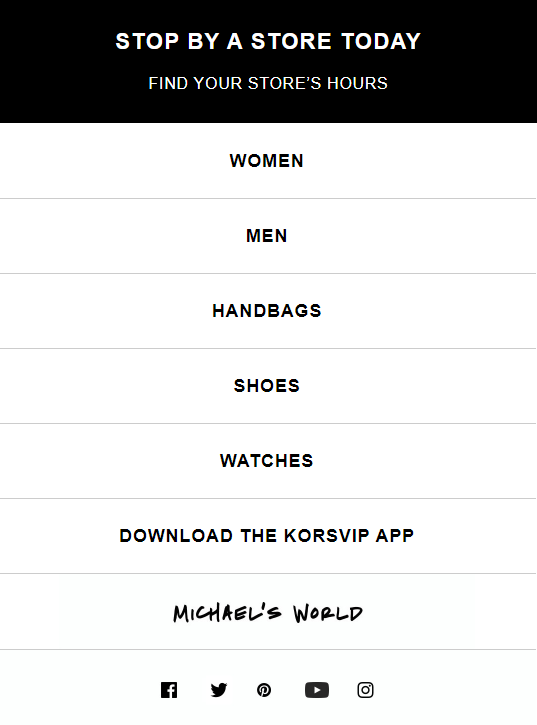 STOP BY A STORE TODAY
FIND YOUR STORE’S HOURS
WOMEN
MEN
HANDBAGS
SHOES
WATCHES
DOWNLOAD THE KORSVIP APP
MICHAEL'S WORLD